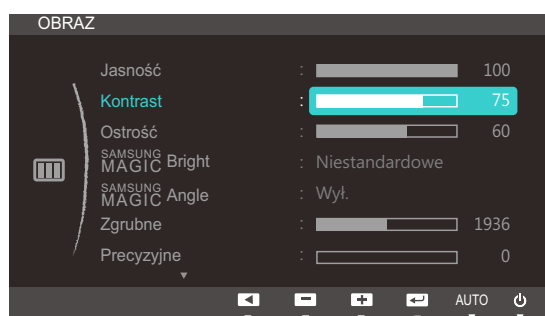 OBRAZ
Jasność : 100
Kontrast : 75
Ostrość : 60
SAMSUNG MAGIC Bright : Niestandardowe
SAMSUNG MAGIC Angle : Wył.
Zgrubne : 1936
Precyzyjne : 0
AUTO